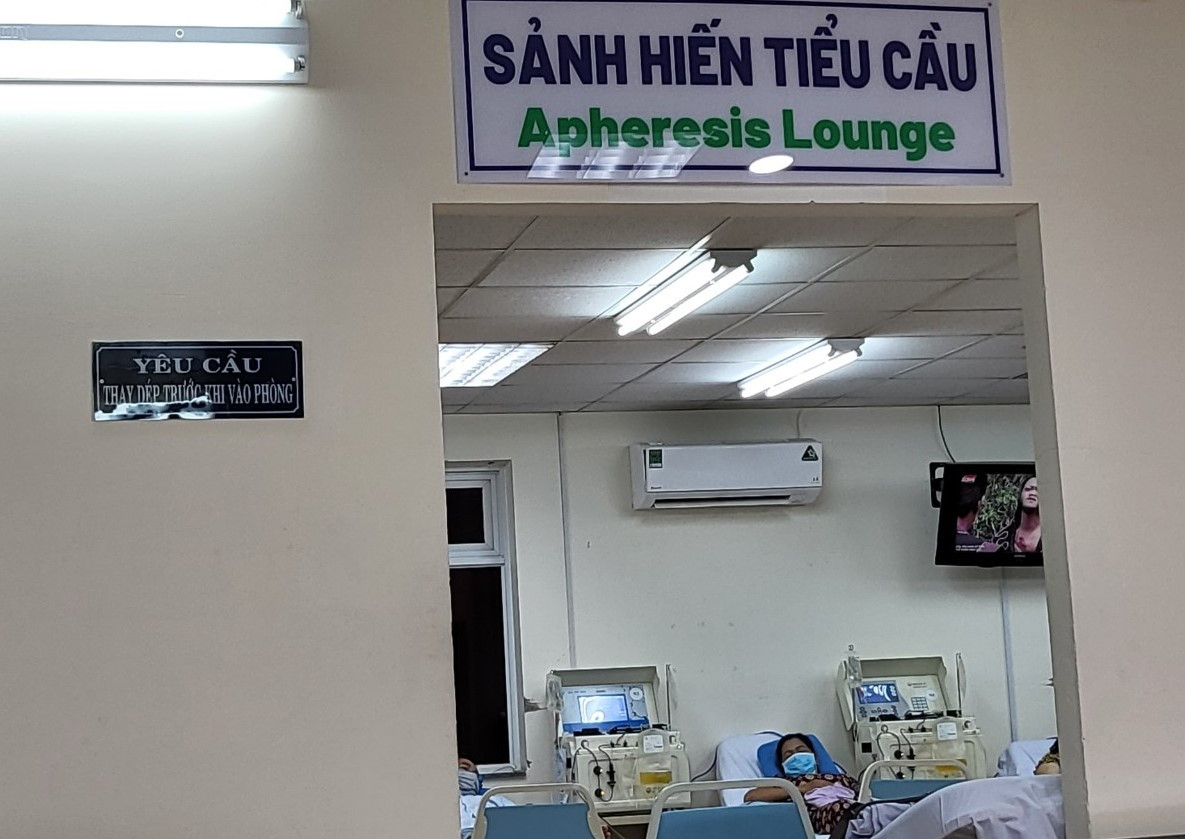 SẢNH HIẾN TIỂU CẦU
Apheresis Lounge
YÊU CẦU
THAY DÉP TRƯỚC KHI VÀO PHÒNG